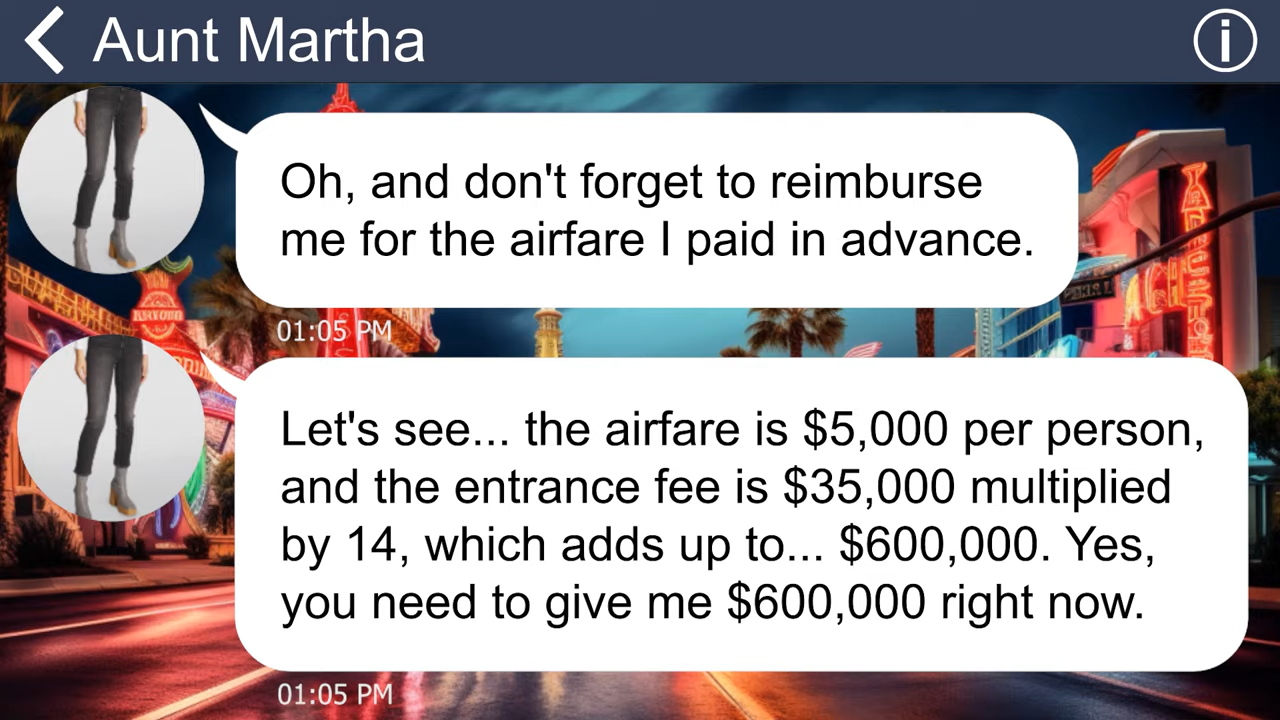 Aunt Martha
Oh, and don't forget to reimburse
me for the airfare I paid in advance.
01:05 PM
Let's see... the airfare is $5,000 per person,
and the entrance fee is $35,000 multiplied
by 14, which adds up to... $600,000. Yes,
you need to give me $600,000 right now.
01:05 PM